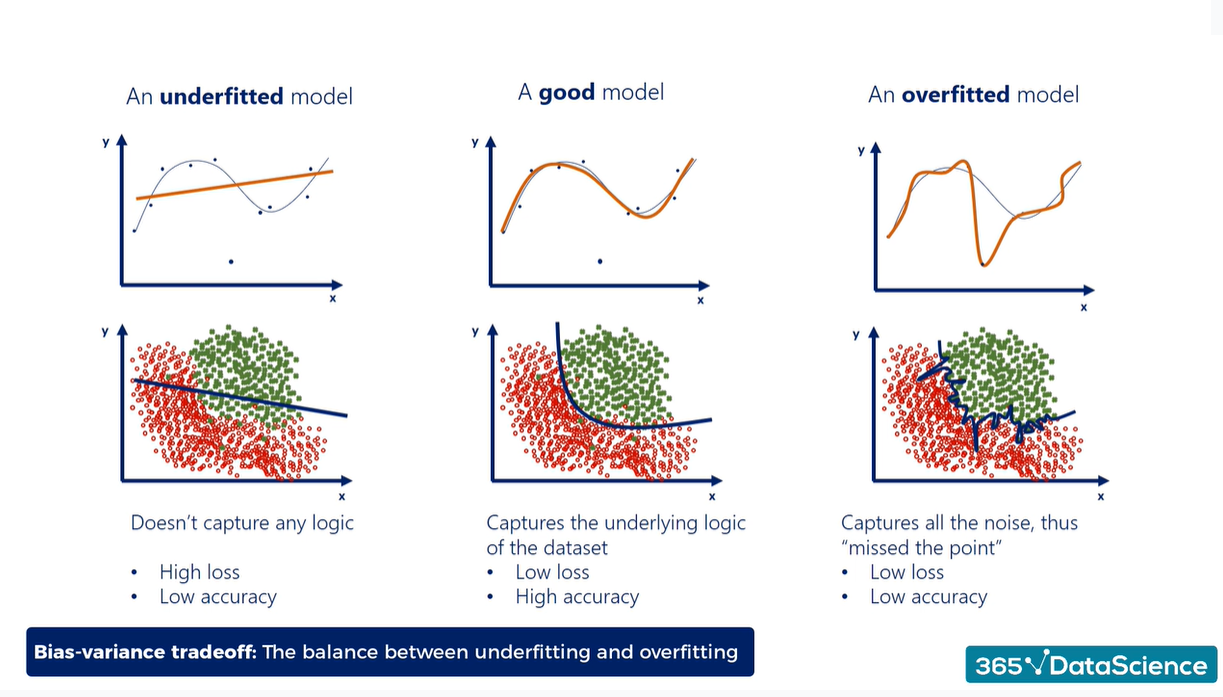 An underfitted model
A good model
An overfitted model
y
x
y
x
y
x
y
x
y
x
y
x
Doesn't capture any logic
• High loss
• Low accuracy
Captures the underlying logic
of the dataset
• Low loss
• High accuracy
Captures all the noise, thus
“missed the point”
• Low loss
• Low accuracy
Bias-variance tradeoff: The balance between underfitting and overfitting
365 DataScience